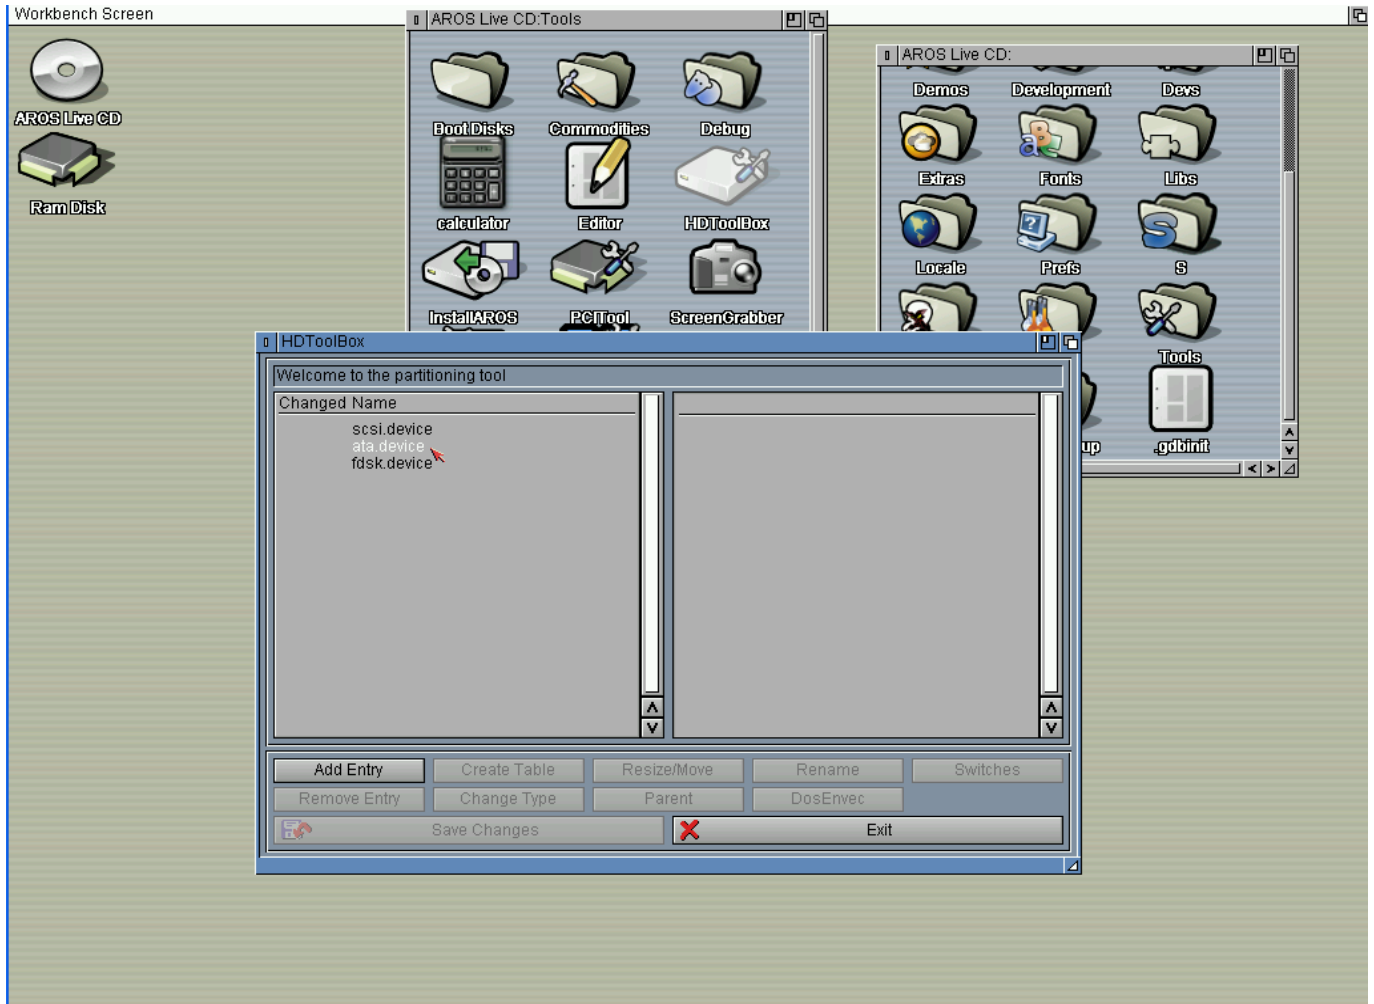 Workbench Screen
AROS Live CD
Ram Disk
AROS Live CD:Tools
Boot Disks
Commodities
Debug
calculator
Editor
HDToolBox
InstallAROS
PCITool
ScreenGrabber
AROS Live CD:
Demos
Development
Devs
Extras
Fonts
Libs
Locale
Prefs
S
Tools
up
.gdbinit
HDToolBox
Welcome to the partitioning tool
Changed Name
scsi.device
ata.device
fdsk.device
Add Entry
Create Table
Resize/Move
Rename
Switches
Remove Entry
Change Type
Parent
DosEnvec
Save Changes
Exit